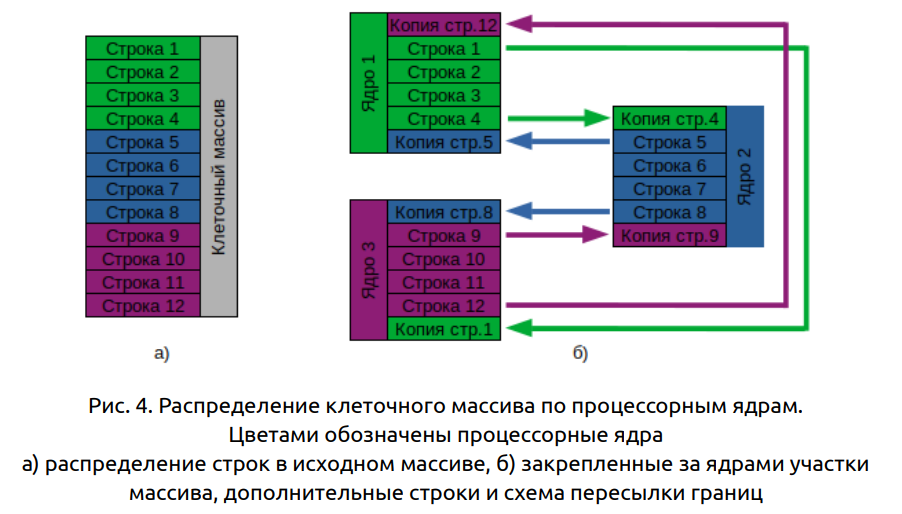 Строка 1
Строка 2
Строка 3
Строка 4
Строка 5
Строка 6
Строка 7
Строка 8
Строка 9
Строка 10
Строка 11
Строка 12
Клеточный массив
а)
Ядро 1
Копия стр.12
Строка 1
Строка 2
Строка 3
Строка 4
Копия стр.5
Копия стр.4
Строка 5
Строка 6
Строка 7
Строка 8
Копия стр.9
Ядро 2
Ядро 3
Копия стр.8
Строка 9
Строка 10
Строка 11
Строка 12
Копия стр.1
б)
Рис. 4. Распределение клеточного массива по процессорным ядрам.
Цветами обозначены процессорные ядра
а) распределение строк в исходном массиве, б) закрепленные за ядрами участки
массива, дополнительные строки и схема пересылки границ